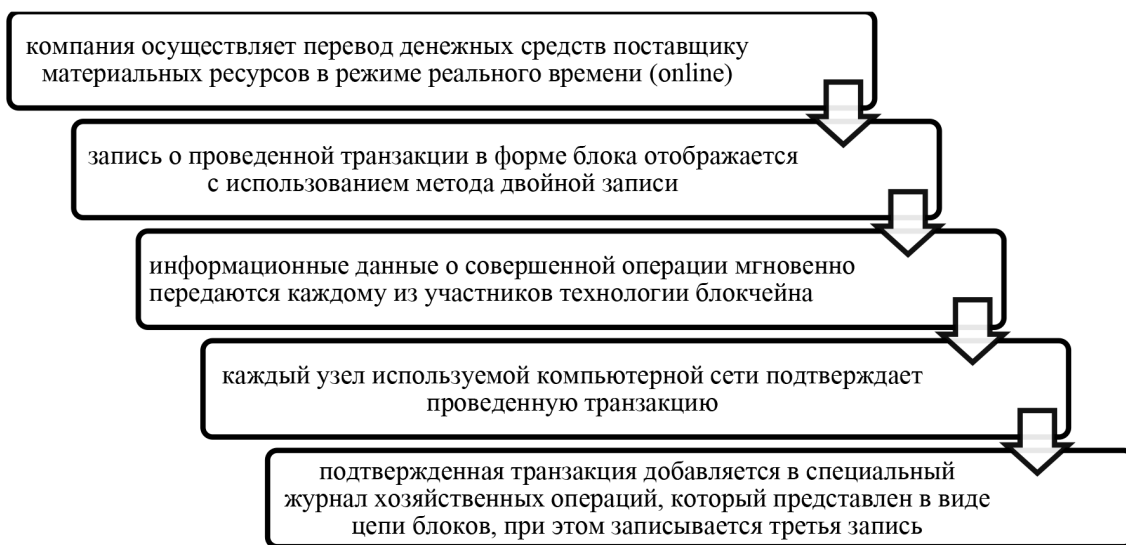 компания осуществляет перевод денежных средств поставщику
материальных ресурсов в режиме реального времени (online)
запись о проведенной транзакции в форме блока отображается
с использованием метода двойной записи
информационные данные о совершенной операции мгновенно
передаются каждому из участников технологии блокчейна
каждый узел используемой компьютерной сети подтверждает
проведенную транзакцию
подтвержденная транзакция добавляется в специальный
журнал хозяйственных операций, который представлен в виде
цепи блоков, при этом записывается третья запись